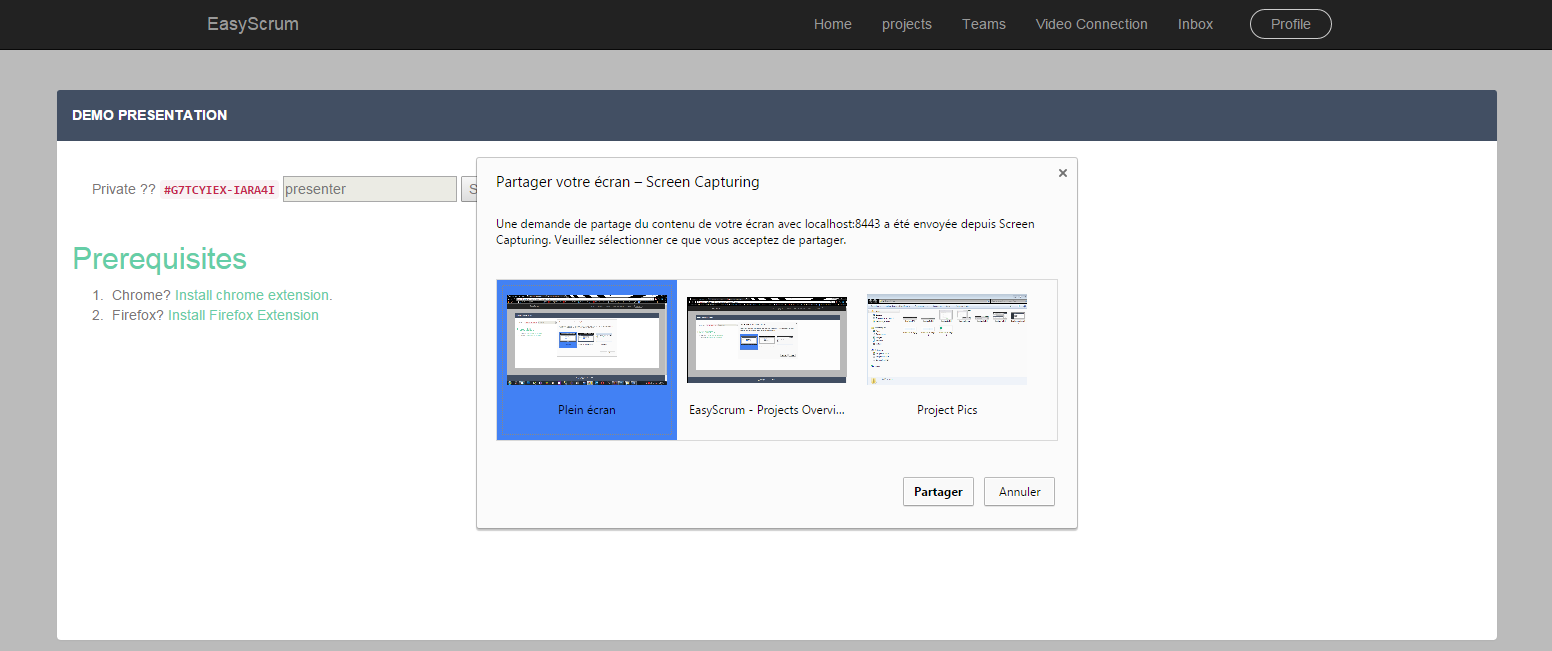 EasyScrum Home projects Teams Video Connection Inbox Profile
DEMO PRESENTATION
Private ?? #G7TCYIEX-IARA4I presenter
Prerequisites
1. Chrome? Install chrome extension.
2. Firefox? Install Firefox Extension
Partager votre écran – Screen Capturing ×
Une demande de partage du contenu de votre écran avec localhost:8443 a été envoyée depuis Screen
Capturing. Veuillez sélectionner ce que vous acceptez de partager.
Plein écran EasyScrum - Projects Overvi... Project Pics
Partager Annuler